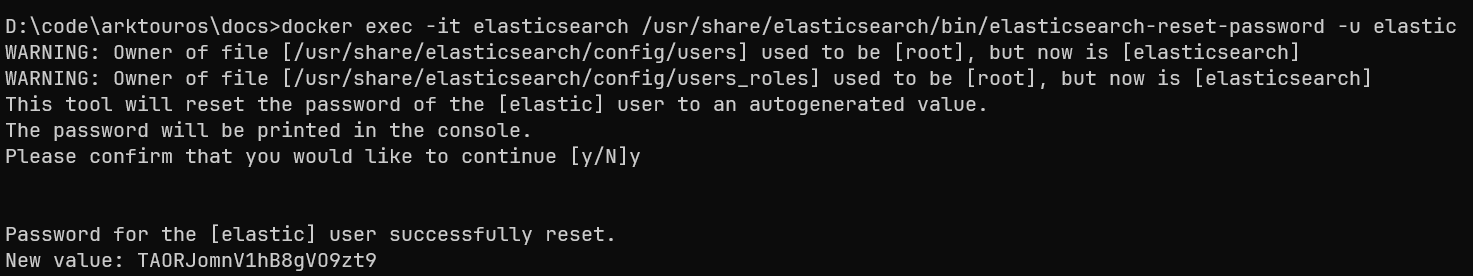 D:\code\arktouros\docs>docker exec -it elasticsearch /usr/share/elasticsearch/bin/elasticsearch-reset-password -u elastic
WARNING: Owner of file [/usr/share/elasticsearch/config/users] used to be [root], but now is [elasticsearch]
WARNING: Owner of file [/usr/share/elasticsearch/config/users_roles] used to be [root], but now is [elasticsearch]
This tool will reset the password of the [elastic] user to an autogenerated value.
The password will be printed in the console.
Please confirm that you would like to continue [y/N]y
Password for the [elastic] user successfully reset.
New value: TAORJomnV1hB8gVO9zt9